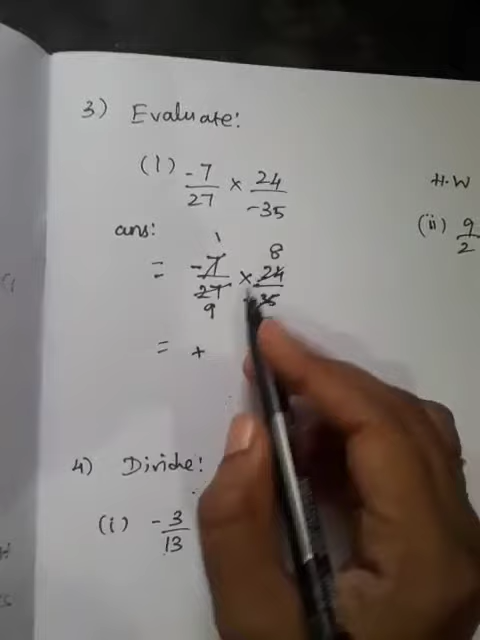 3) Evaluate:
(1) -7/27 × 24/-35
H.W
(ii) 9/2
ans:
1 8
= -7/27 × 24/-35
9
= +
4) Divide:
(i) -3/13